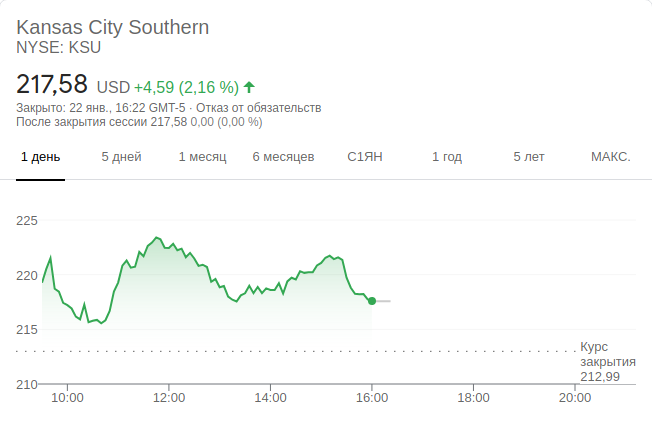 Kansas City Southern
NYSE: KSU
217,58 USD +4,59 (2,16 %)
Закрыто: 22 янв., 16:22 GMT-5 · Отказ от обязательств
После закрытия сессии 217,58 0,00 (0,00 %)
1 день 5 дней 1 месяц 6 месяцев С1ЯН 1 год 5 лет МАКС.
225
220
215
Курс
закрытия
212,99
210
10:00 12:00 14:00 16:00 18:00 20:00